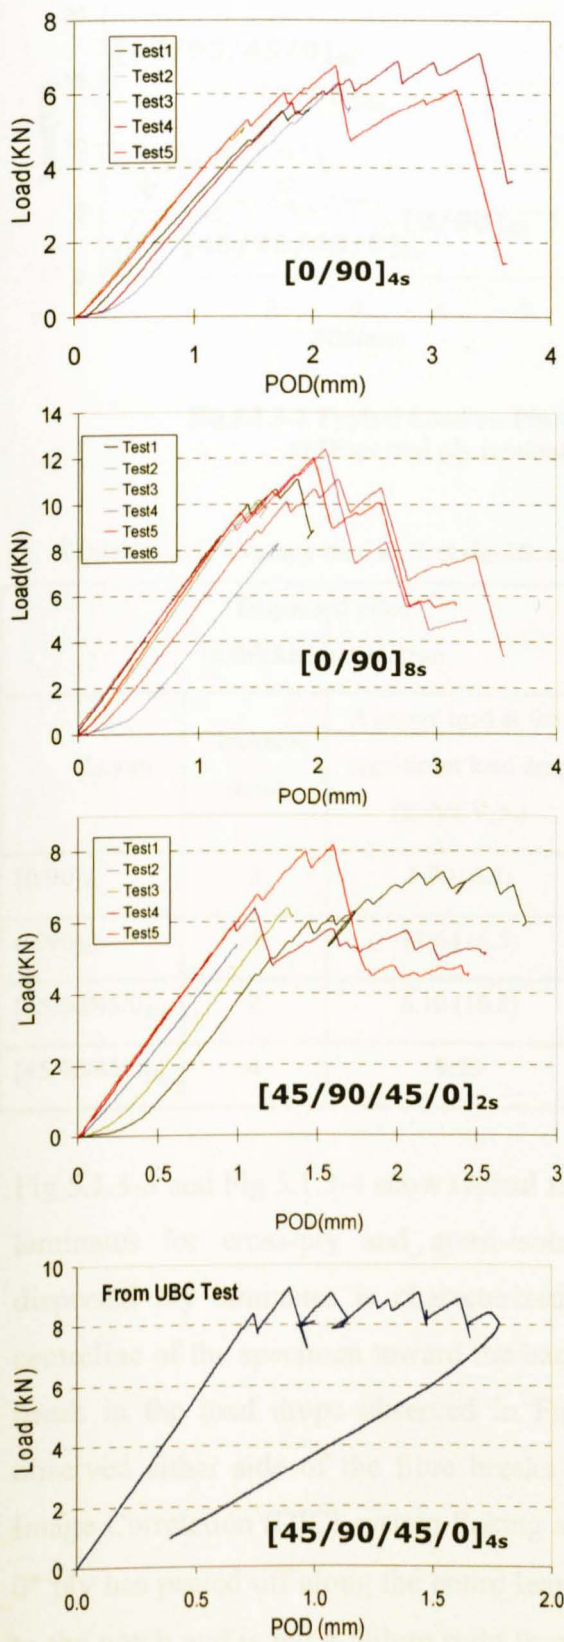 8
6
4
2
0
Load(KN)
Test1
Test2
Test3
Test4
Test5
[0/90]4s
0 1 2 3 4
POD(mm)
14
12
10
8
6
4
2
0
Load(KN)
Test1
Test2
Test3
Test4
Test5
Test6
[0/90]8s
0 1 2 3 4
POD(mm)
8
6
4
2
0
Load(KN)
Test1
Test2
Test3
Test4
Test5
[45/90/45/0]2s
0 0.5 1 1.5 2 2.5 3
POD(mm)
10
8
6
4
2
0
Load (KN)
From UBC Test
[45/90/45/0]4s
0.0 0.5 1.0 1.5 2.0
POD (mm)